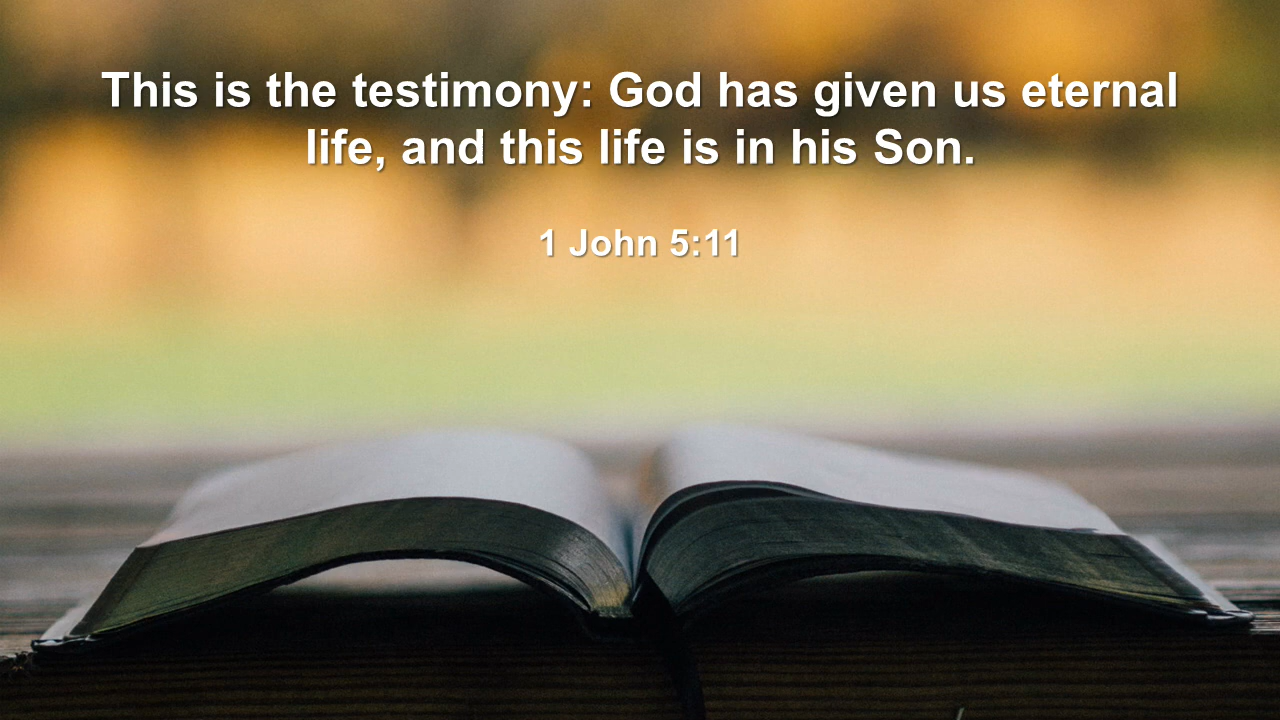 This is the testimony: God has given us eternal
life, and this life is in his Son.
1 John 5:11